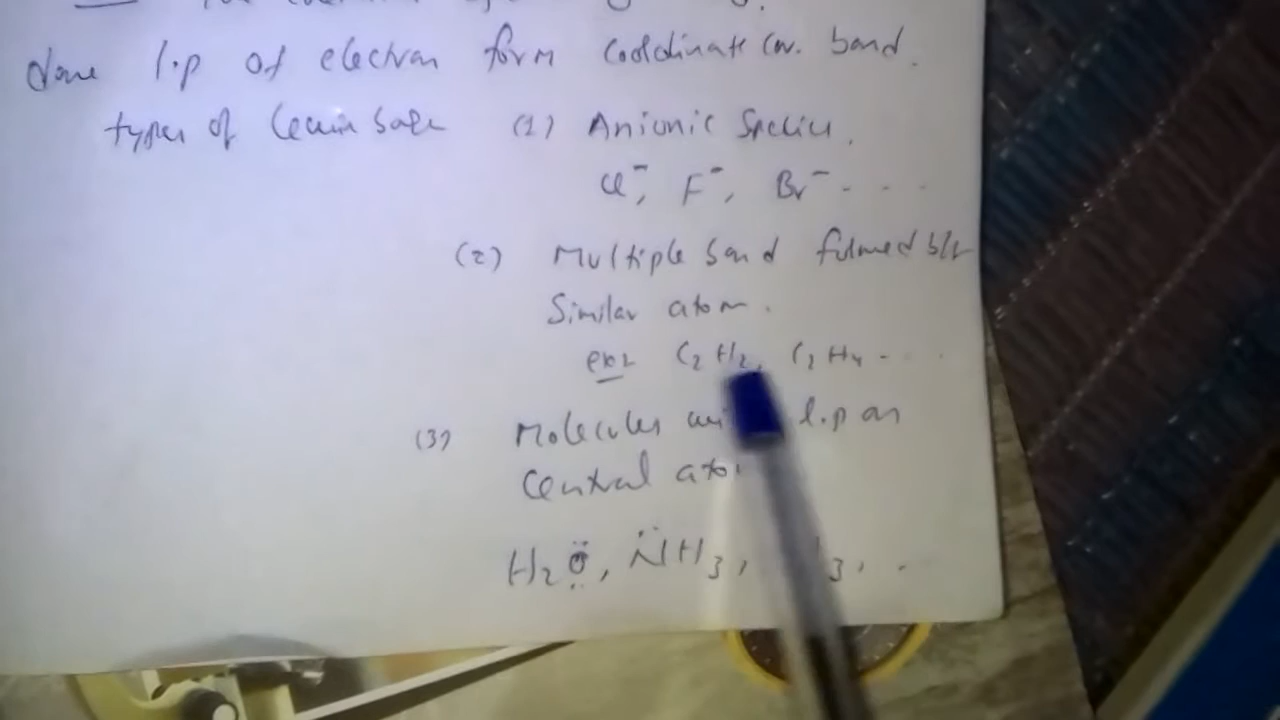 done l.p of electron form coordinate cov. bond.
types of Lewis base (1) Anionic Species.
Cl⁻, F⁻, Br⁻ - - -
(2) Multiple bond formed b/w
Similar atom.
C₂H₂, C₂H₄ - - -
(3) Molecules l.p on
Central
H₂Ö, N̈H₃,